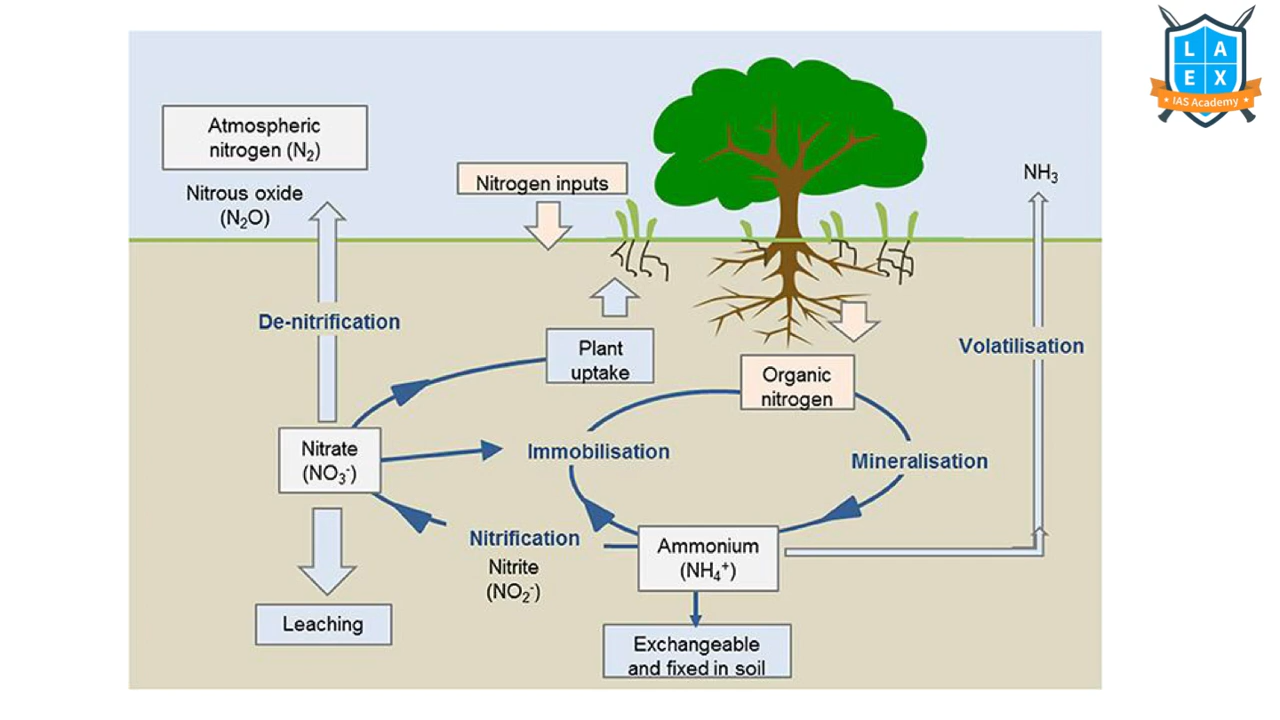 L A
E X
IAS Academy
Atmospheric
nitrogen (N₂)
Nitrous oxide
(N₂O)
Nitrogen inputs
NH₃
De-nitrification
Plant
uptake
Volatilisation
Organic
nitrogen
Nitrate
(NO₃⁻)
Immobilisation
Mineralisation
Nitrification
Nitrite
(NO₂⁻)
Ammonium
(NH₄⁺)
Leaching
Exchangeable
and fixed in soil